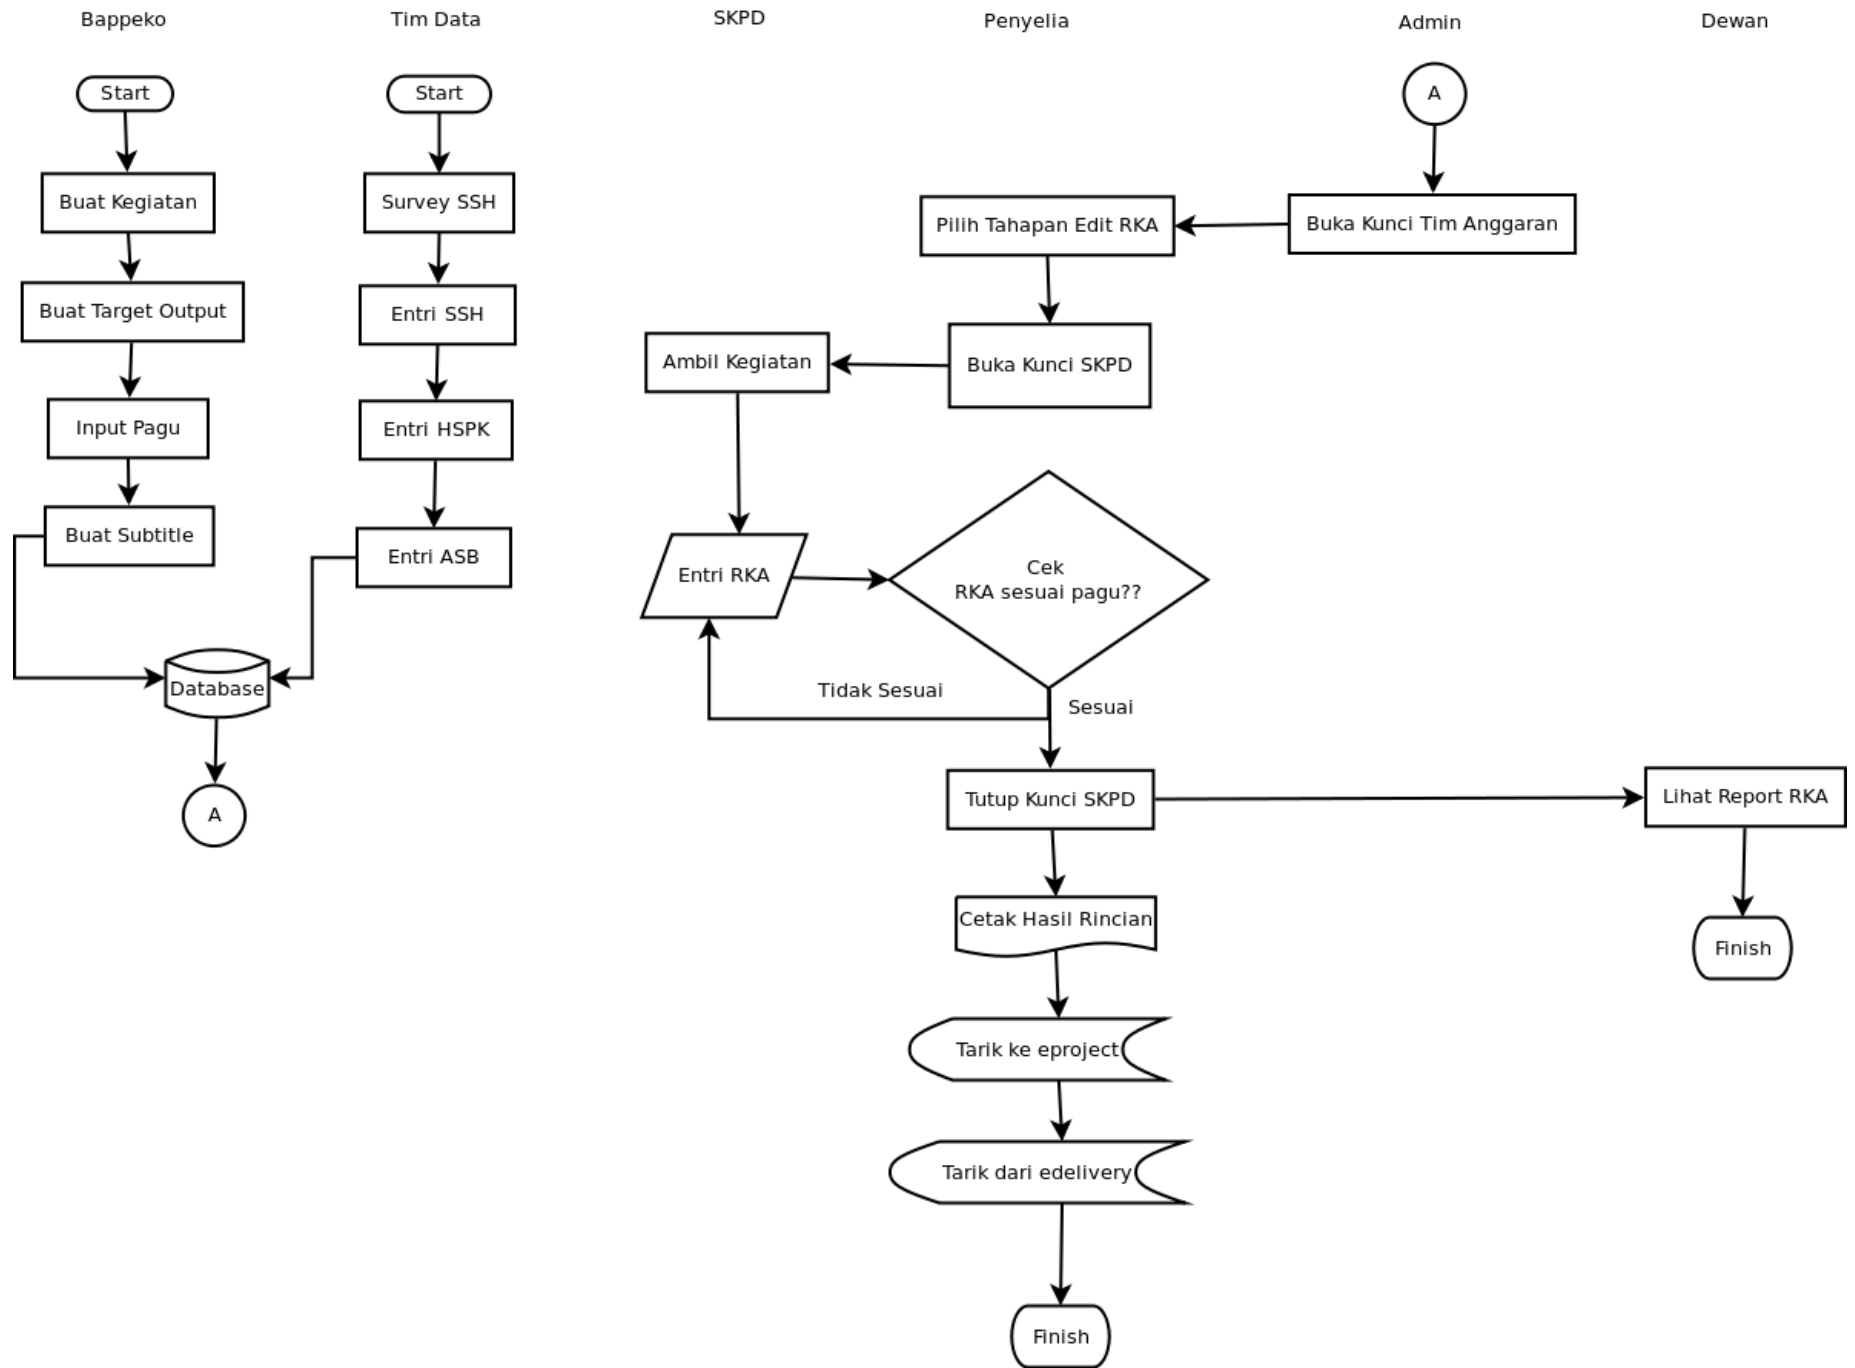 Bappeko
Tim Data
SKPD
Penyelia
Admin
Dewan
Start
Buat Kegiatan
Buat Target Output
Input Pagu
Buat Subtitle
Start
Survey SSH
Entri SSH
Entri HSPK
Entri ASB
Database
A
A
Buka Kunci Tim Anggaran
Pilih Tahapan Edit RKA
Buka Kunci SKPD
Ambil Kegiatan
Entri RKA
Cek
RKA sesuai pagu??
Tidak Sesuai
Sesuai
Tutup Kunci SKPD
Lihat Report RKA
Finish
Cetak Hasil Rincian
Tarik ke eproject
Tarik dari edelivery
Finish